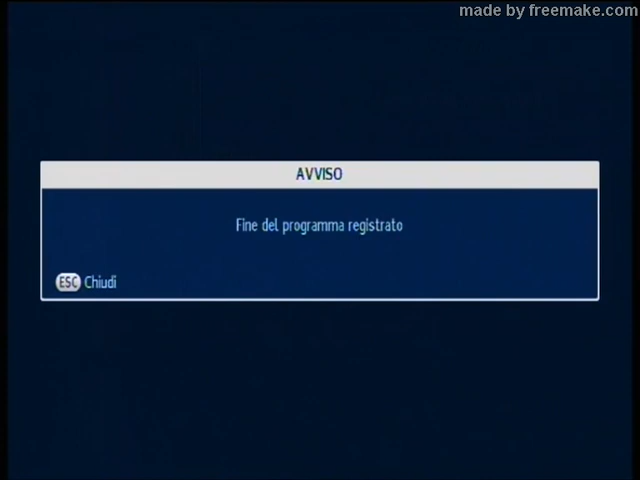 made by freemake.com
AVVISO
Fine del programma registrato
ESC Chiudi